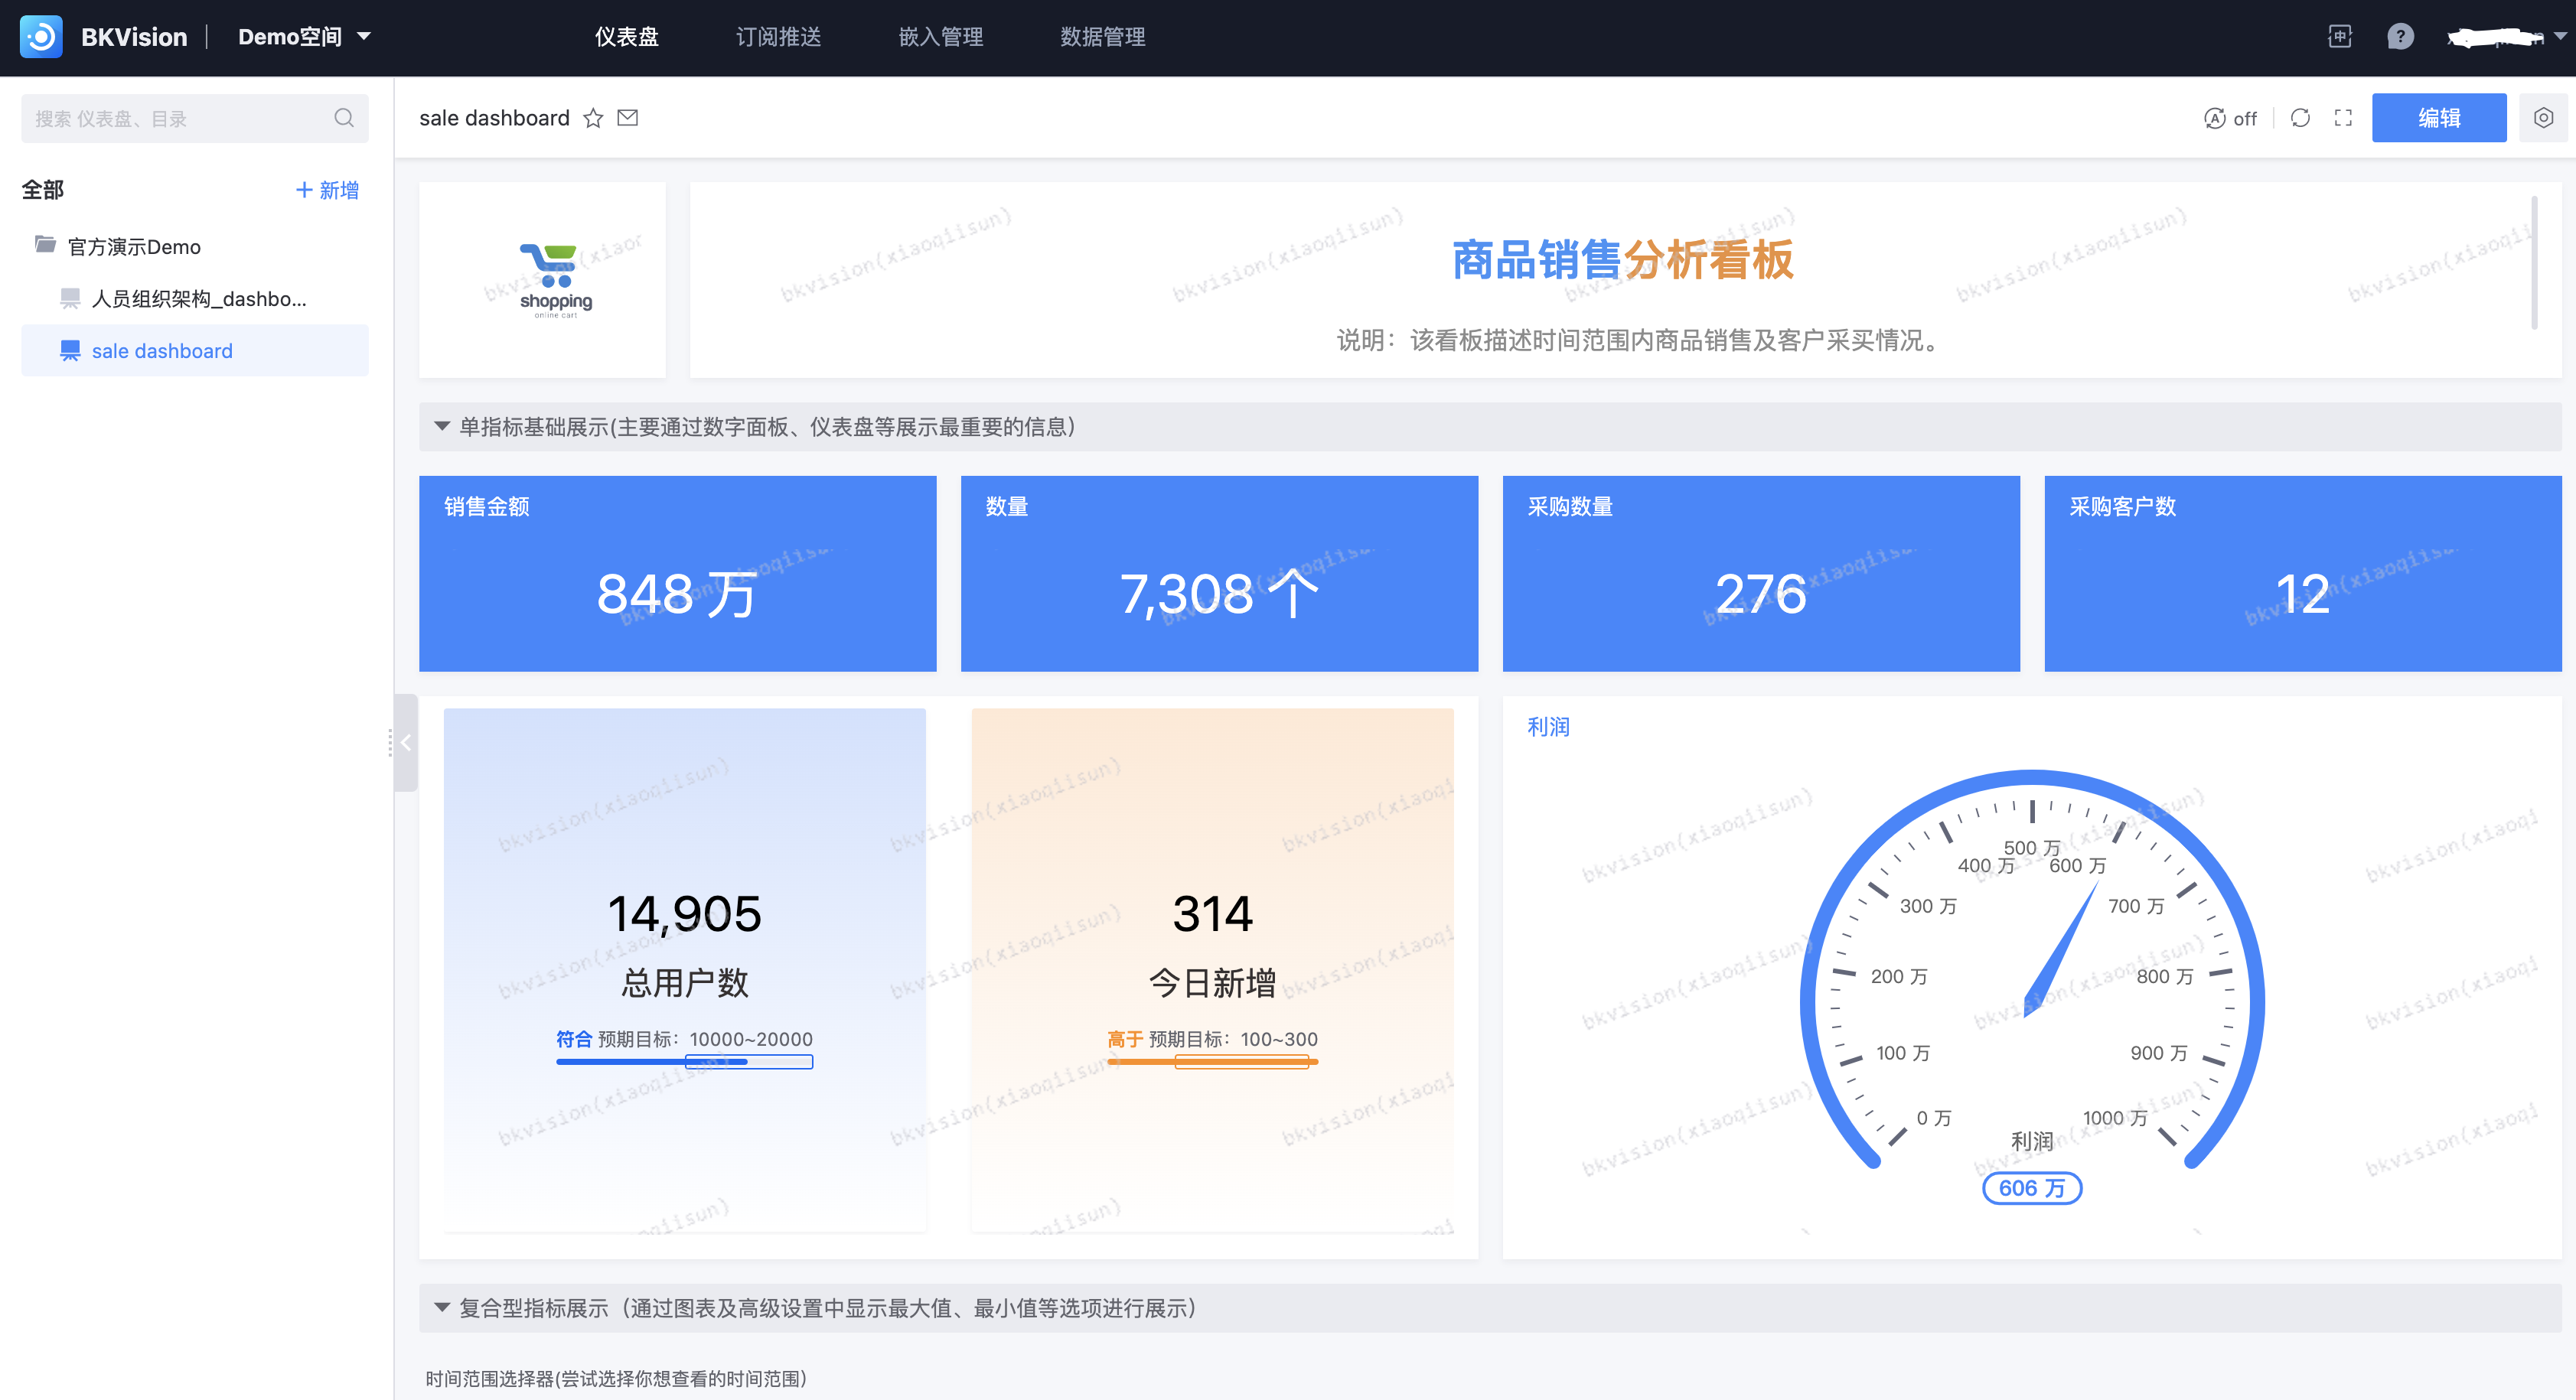 BKVision
Demo空间
仪表盘
订阅推送
嵌入管理
数据管理
搜索 仪表盘、目录
全部
+ 新增
官方演示Demo
人员组织架构_dashbo...
sale dashboard
sale dashboard
off
编辑
shopping
online cart
商品销售分析看板
说明：该看板描述时间范围内商品销售及客户采买情况。
单指标基础展示(主要通过数字面板、仪表盘等展示最重要的信息)
销售金额
848 万
数量
7,308 个
采购数量
276
采购客户数
12
14,905
总用户数
符合 预期目标：10000~20000
314
今日新增
高于 预期目标：100~300
利润
0 万
100 万
200 万
300 万
400 万
500 万
600 万
700 万
800 万
900 万
1000 万
利润
606 万
bkvision(xiaoqiisun)
复合型指标展示（通过图表及高级设置中显示最大值、最小值等选项进行展示）
时间范围选择器(尝试选择你想查看的时间范围)